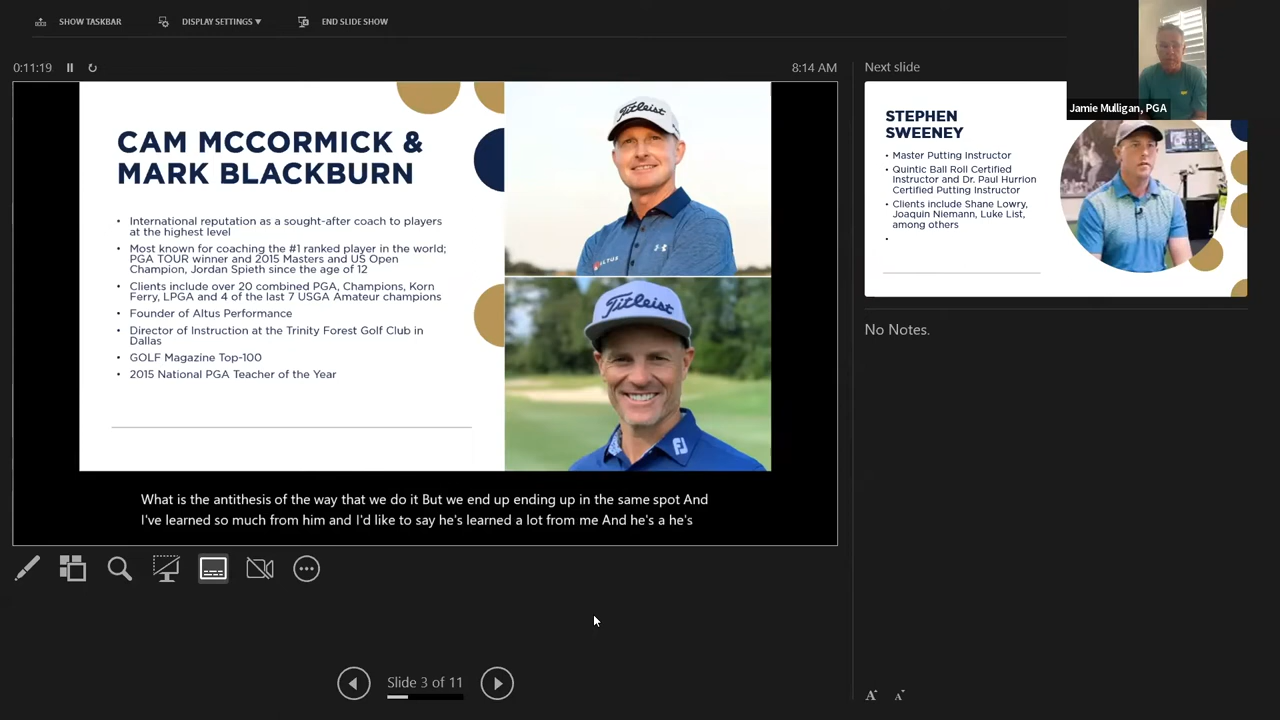 SHOW TASKBAR
DISPLAY SETTINGS ▾
END SLIDE SHOW
0:11:19
8:14 AM
CAM MCCORMICK &
MARK BLACKBURN
• International reputation as a sought-after coach to players
at the highest level
• Most known for coaching the #1 ranked player in the world;
PGA TOUR winner and 2015 Masters and US Open
Champion, Jordan Spieth since the age of 12
• Clients include over 20 combined PGA, Champions, Korn
Ferry, LPGA and 4 of the last 7 USGA Amateur champions
• Founder of Altus Performance
• Director of Instruction at the Trinity Forest Golf Club in
Dallas
• GOLF Magazine Top-100
• 2015 National PGA Teacher of the Year
Titleist
ALTUS
Titleist
FJ
What is the antithesis of the way that we do it But we end up ending up in the same spot And
I've learned so much from him and I'd like to say he's learned a lot from me And he's a he's
Slide 3 of 11
Next slide
Jamie Mulligan, PGA
STEPHEN
SWEENEY
• Master Putting Instructor
• Quintic Ball Roll Certified
Instructor and Dr. Paul Hurrion
Certified Putting Instructor
• Clients include Shane Lowry,
Joaquin Niemann, Luke List,
among others
•
No Notes.
A A